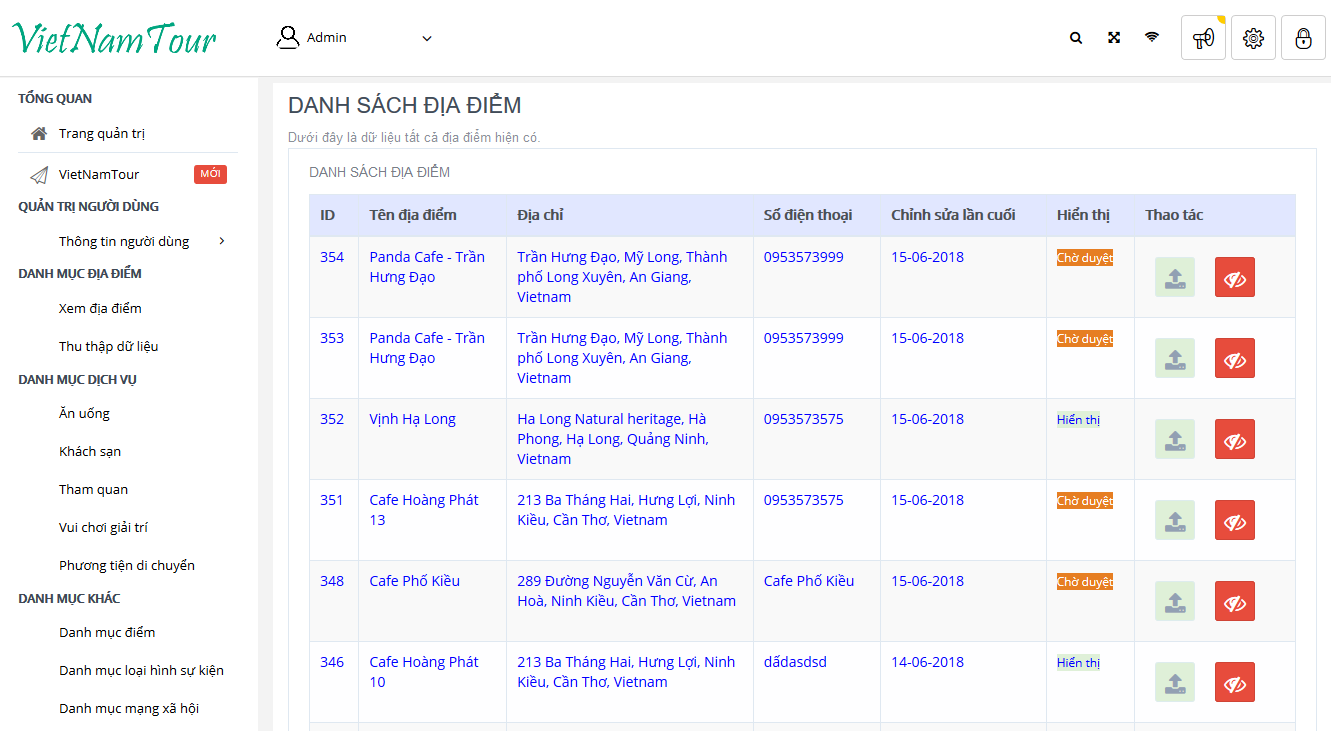 VietNamTour
Admin
TỔNG QUAN
Trang quản trị
VietNamTour
MỚI
QUẢN TRỊ NGƯỜI DÙNG
Thông tin người dùng
DANH MỤC ĐỊA ĐIỂM
Xem địa điểm
Thu thập dữ liệu
DANH MỤC DỊCH VỤ
Ăn uống
Khách sạn
Tham quan
Vui chơi giải trí
Phương tiện di chuyển
DANH MỤC KHÁC
Danh mục điểm
Danh mục loại hình sự kiện
Danh mục mạng xã hội
DANH SÁCH ĐỊA ĐIỂM
Dưới đây là dữ liệu tất cả địa điểm hiện có.
DANH SÁCH ĐỊA ĐIỂM
ID Tên địa điểm Địa chỉ Số điện thoại Chỉnh sửa lần cuối Hiển thị Thao tác
354 Panda Cafe - Trần Trần Hưng Đạo, Mỹ Long, Thành 0953573999 15-06-2018 Chờ duyệt
Hưng Đạo phố Long Xuyên, An Giang,
Vietnam
353 Panda Cafe - Trần Trần Hưng Đạo, Mỹ Long, Thành 0953573999 15-06-2018 Chờ duyệt
Hưng Đạo phố Long Xuyên, An Giang,
Vietnam
352 Vịnh Hạ Long Ha Long Natural heritage, Hà 0953573575 15-06-2018 Hiển thị
Phong, Hạ Long, Quảng Ninh,
Vietnam
351 Cafe Hoàng Phát 213 Ba Tháng Hai, Hưng Lợi, Ninh 0953573575 15-06-2018 Chờ duyệt
13 Kiều, Cần Thơ, Vietnam
348 Cafe Phố Kiều 289 Đường Nguyễn Văn Cừ, An Cafe Phố Kiều 15-06-2018 Chờ duyệt
Hoà, Ninh Kiều, Cần Thơ, Vietnam
346 Cafe Hoàng Phát 213 Ba Tháng Hai, Hưng Lợi, Ninh dấdasdsd 14-06-2018 Hiển thị
10 Kiều, Cần Thơ, Vietnam